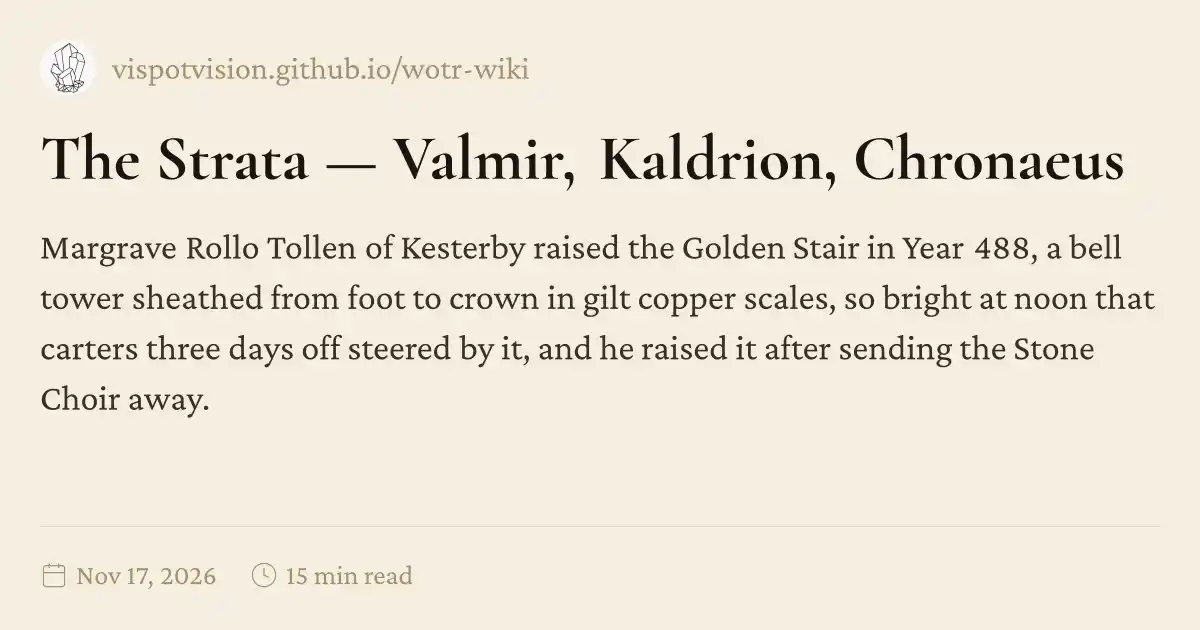 vispotvision.github.io/wotr-wiki
The Strata — Valmir, Kaldrion, Chronaeus
Margrave Rollo Tollen of Kesterby raised the Golden Stair in Year 488, a bell
tower sheathed from foot to crown in gilt copper scales, so bright at noon that
carters three days off steered by it, and he raised it after sending the Stone
Choir away.
Nov 17, 2026
15 min read